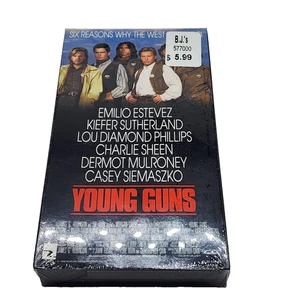 SIX REASONS WHY THE WEST
B.J.'s
577000
$ 5.99
EMILIO ESTEVEZ
KIEFER SUTHERLAND
LOU DIAMOND PHILLIPS
CHARLIE SHEEN
DERMOT MULRONEY
CASEY SIEMASZKO
YOUNG GUNS